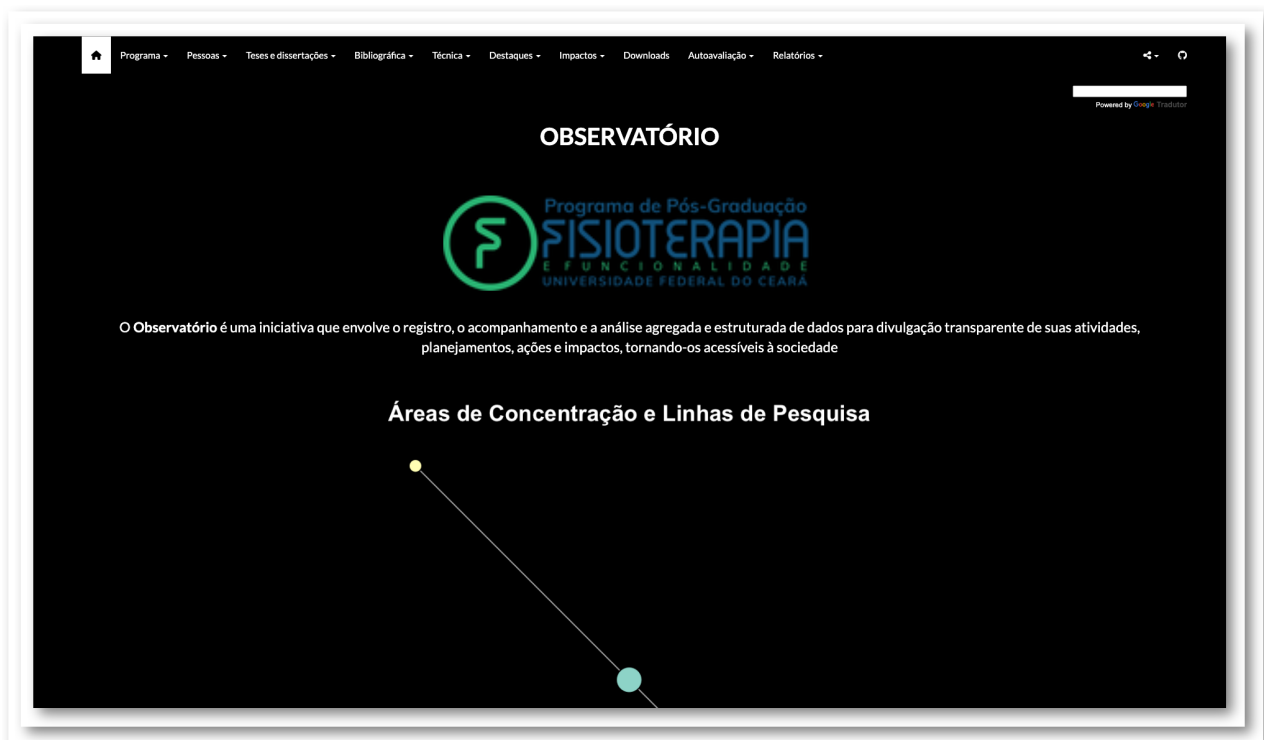 Programa Pessoas Teses e dissertações Bibliográfica Técnica Destaques Impactos Downloads Autoavaliação Relatórios
Powered by Google Tradutor
OBSERVATÓRIO
Programa de Pós-Graduação
FISIOTERAPIA
E FUNCIONALIDADE
UNIVERSIDADE FEDERAL DO CEARÁ
O Observatório é uma iniciativa que envolve o registro, o acompanhamento e a análise agregada e estruturada de dados para divulgação transparente de suas atividades,
planejamentos, ações e impactos, tornando-os acessíveis à sociedade
Áreas de Concentração e Linhas de Pesquisa